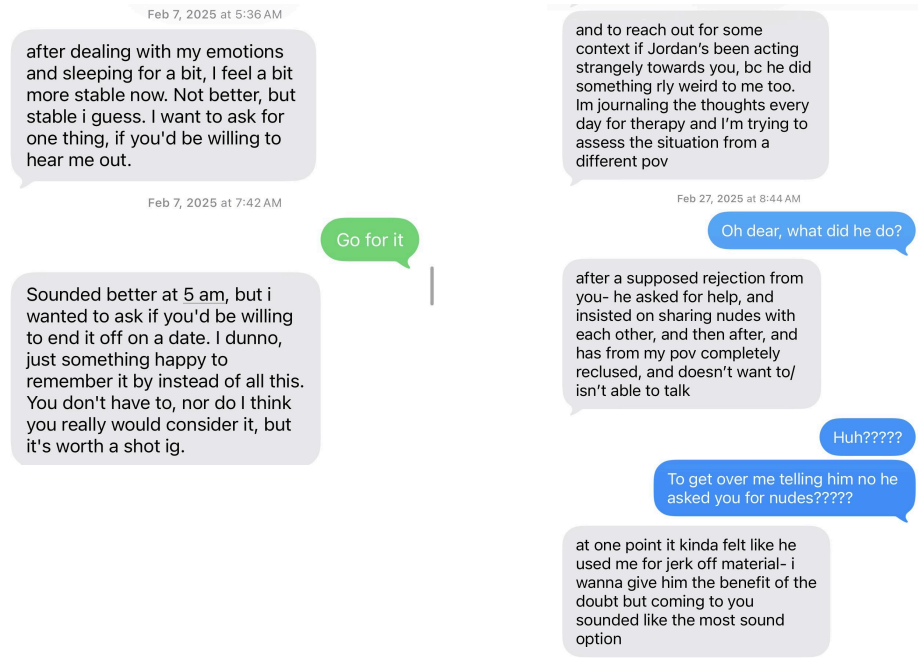 Feb 7, 2025 at 5:36 AM
after dealing with my emotions
and sleeping for a bit, I feel a bit
more stable now. Not better, but
stable i guess. I want to ask for
one thing, if you'd be willing to
hear me out.
Feb 7, 2025 at 7:42 AM
Go for it
Sounded better at 5 am, but i
wanted to ask if you'd be willing
to end it off on a date. I dunno,
just something happy to
remember it by instead of all this.
You don't have to, nor do I think
you really would consider it, but
it's worth a shot ig.
and to reach out for some
context if Jordan's been acting
strangely towards you, bc he did
something rly weird to me too.
Im journaling the thoughts every
day for therapy and I'm trying to
assess the situation from a
different pov
Feb 27, 2025 at 8:44 AM
Oh dear, what did he do?
after a supposed rejection from
you- he asked for help, and
insisted on sharing nudes with
each other, and then after, and
has from my pov completely
reclused, and doesn't want to/
isn't able to talk
Huh?????
To get over me telling him no he
asked you for nudes?????
at one point it kinda felt like he
used me for jerk off material- i
wanna give him the benefit of the
doubt but coming to you
sounded like the most sound
option